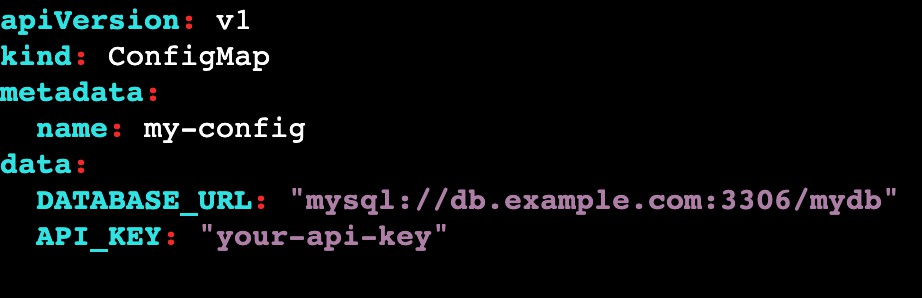 apiVersion: v1
kind: ConfigMap
metadata:
  name: my-config
data:
  DATABASE_URL: "mysql://db.example.com:3306/mydb"
  API_KEY: "your-api-key"